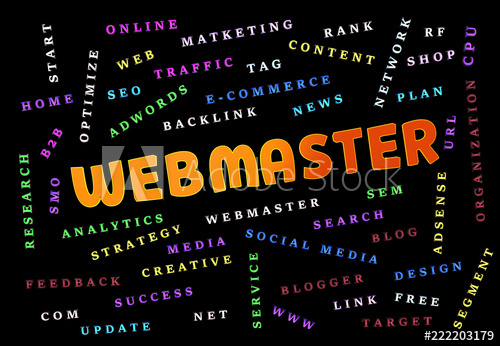 START
ONLINE
MATKETING
RANK
RF
CPU
WEB
CONTENT
NETWORK
SHOP
OPTIMIZE
TRAFFIC
TAG
HOME
SEO
E-COMMERCE
PLAN
ADWORDS
NEWS
BACKLINK
B2B
URL
ORGANIZATION
WEBMASTER
AdobeStock
RESEARCH
SMO
SEM
ADSENSE
WEBMASTER
ANALYTICS
SEARCH
STRATEGY
MEDIA
SOCIAL MEDIA
BLOG
CREATIVE
DESIGN
FEEDBACK
SERVICE
BLOGGER
SEGMENT
SUCCESS
LINK
FREE
COM
NET
WWW
UPDATE
TARGET
#222203179